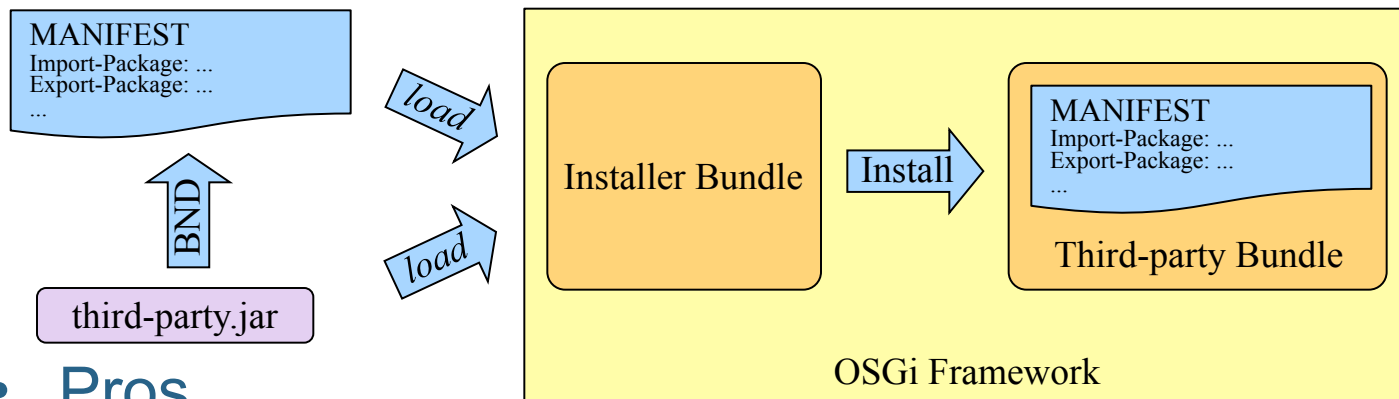 MANIFEST
Import-Package: ...
Export-Package: ...
...
BND
third-party.jar
load
load
Installer Bundle
Install
MANIFEST
Import-Package: ...
Export-Package: ...
...
Third-party Bundle
OSGi Framework
• Pros